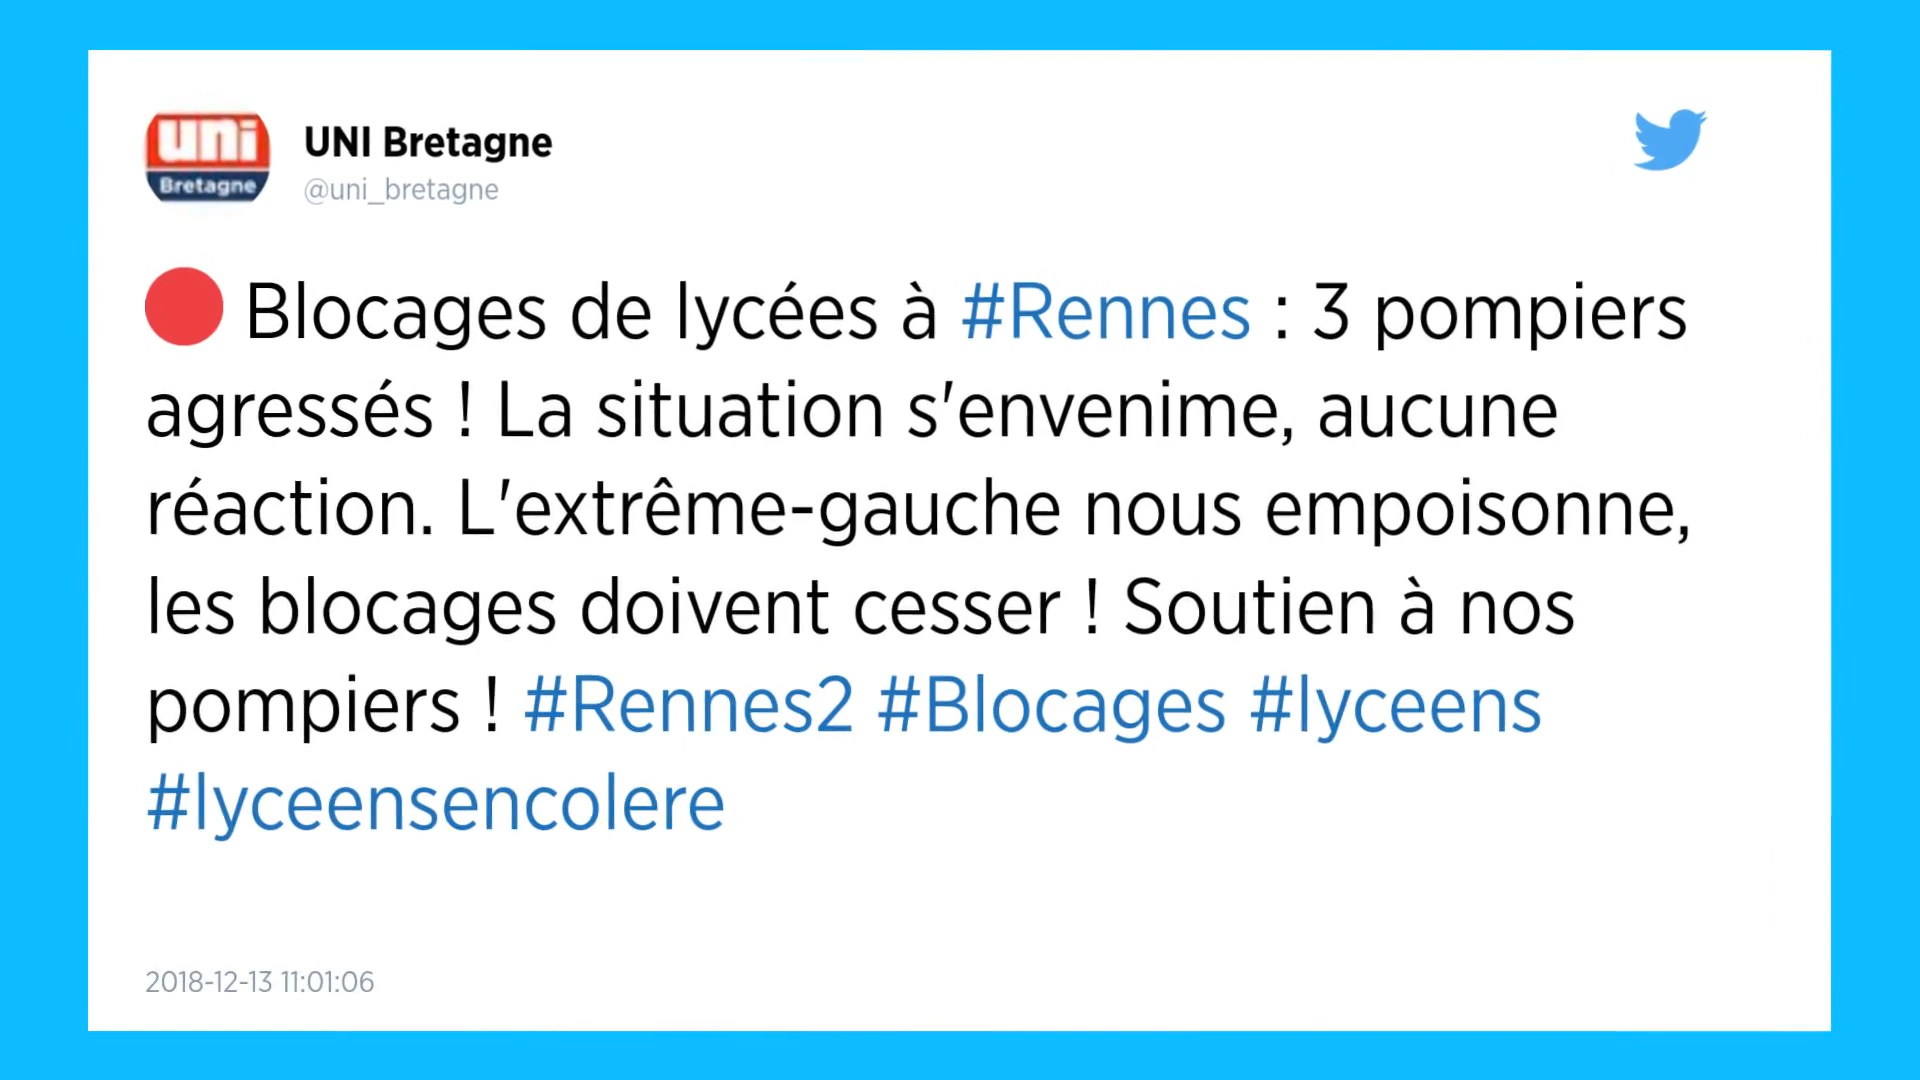 uni
Bretagne
UNI Bretagne
@uni_bretagne
🔴 Blocages de lycées à #Rennes : 3 pompiers
agressés ! La situation s'envenime, aucune
réaction. L'extrême-gauche nous empoisonne,
les blocages doivent cesser ! Soutien à nos
pompiers ! #Rennes2 #Blocages #lyceens
#lyceensencolere
2018-12-13 11:01:06